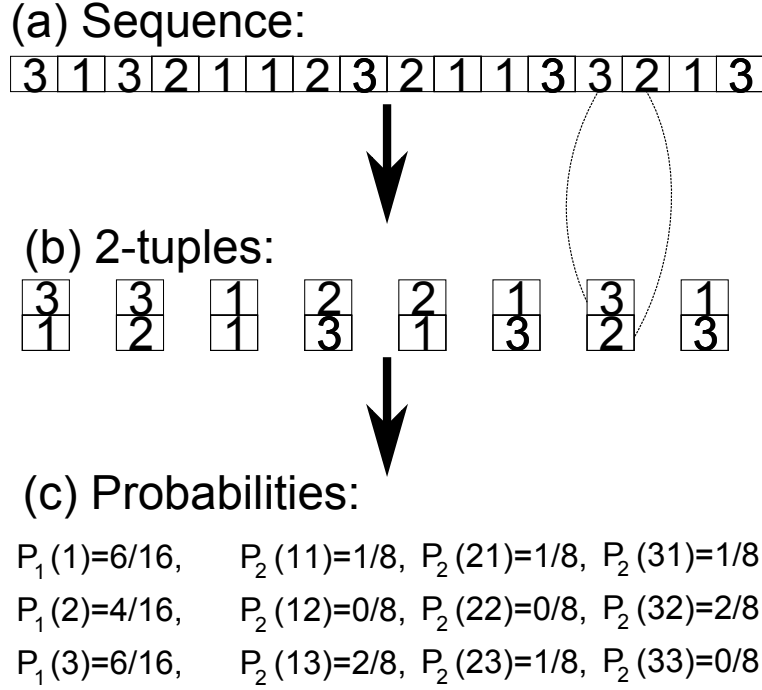 (a) Sequence:
3 1 3 2 1 1 2 3 2 1 1 3 3 2 1 3
(b) 2-tuples:
3 3 1 2 2 1 3 1
1 2 1 3 1 3 2 3
(c) Probabilities:
P₁(1)=6/16, P₂(11)=1/8, P₂(21)=1/8, P₂(31)=1/8
P₁(2)=4/16, P₂(12)=0/8, P₂(22)=0/8, P₂(32)=2/8
P₁(3)=6/16, P₂(13)=2/8, P₂(23)=1/8, P₂(33)=0/8